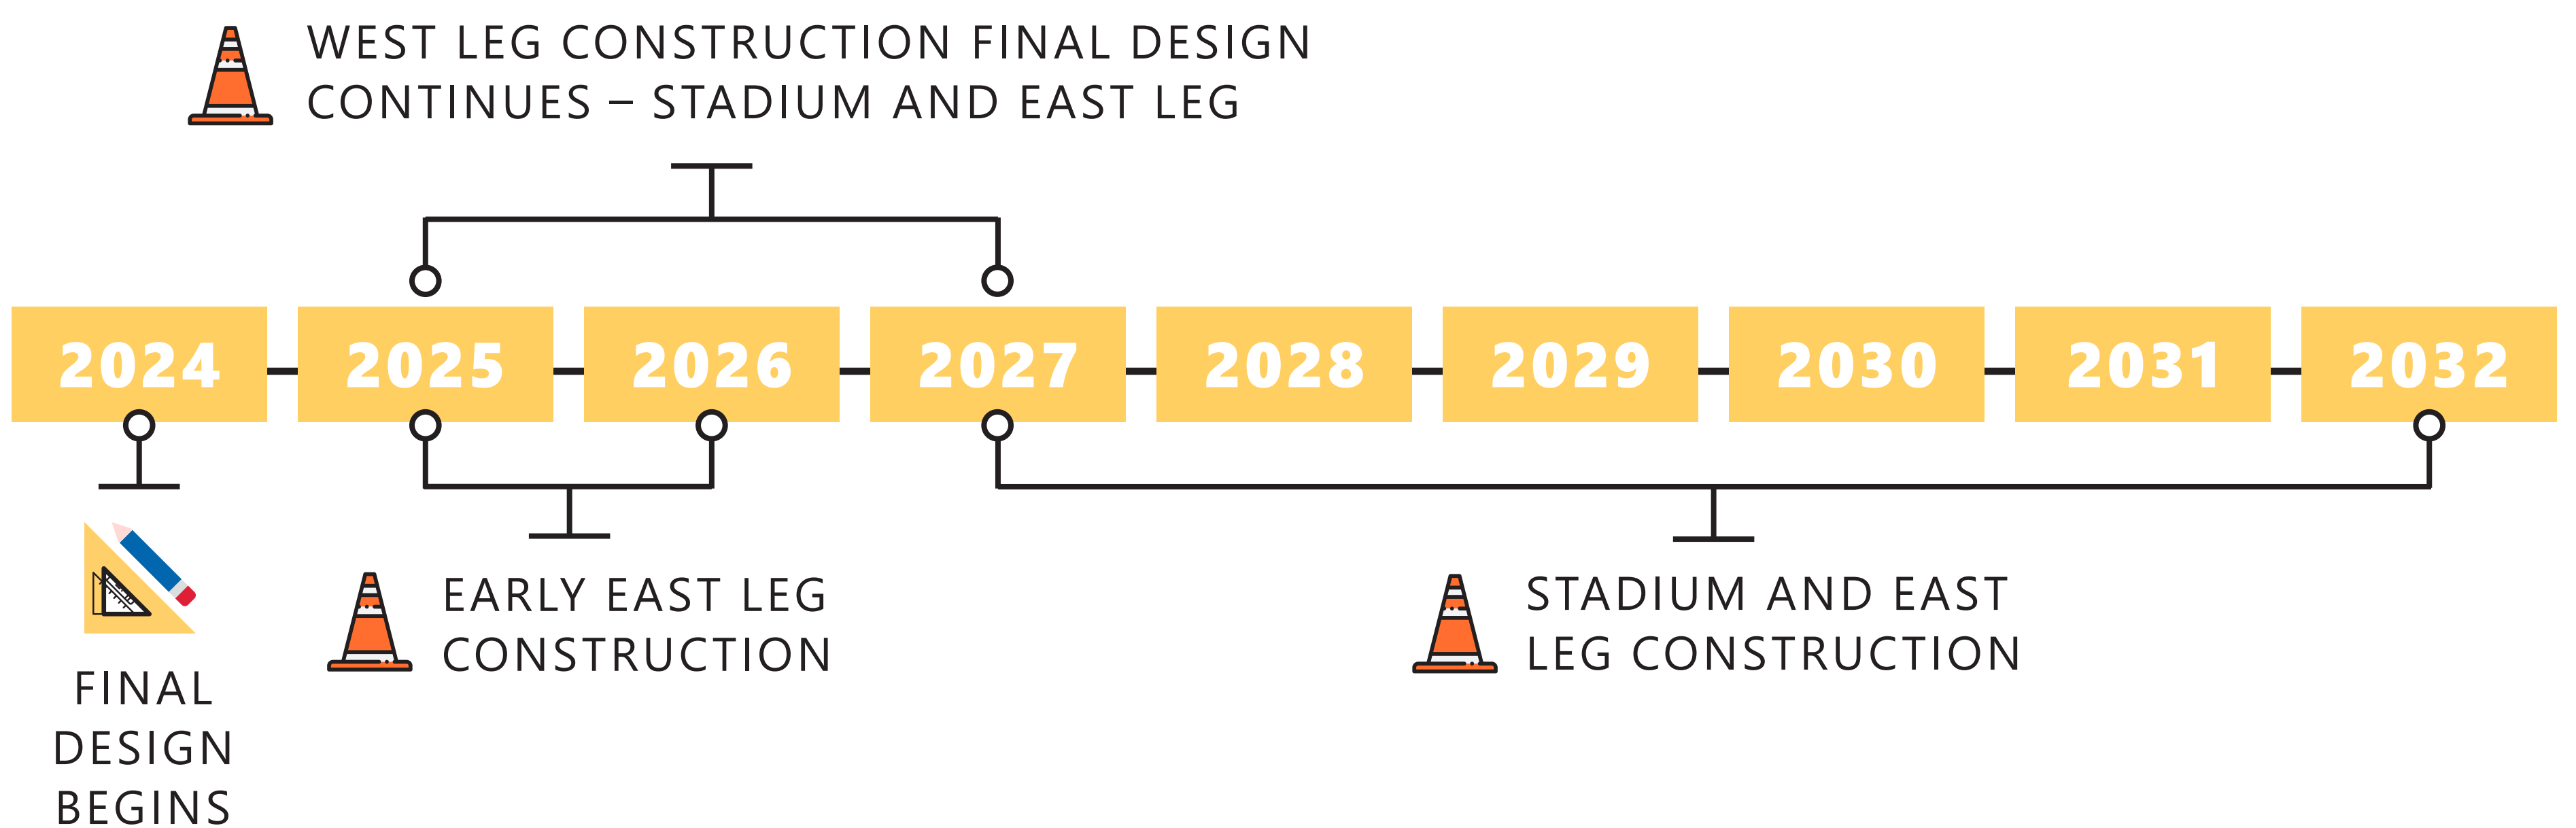 WEST LEG CONSTRUCTION FINAL DESIGN
CONTINUES – STADIUM AND EAST LEG
2024
2025
2026
2027
2028
2029
2030
2031
2032
FINAL
DESIGN
BEGINS
EARLY EAST LEG
CONSTRUCTION
STADIUM AND EAST
LEG CONSTRUCTION